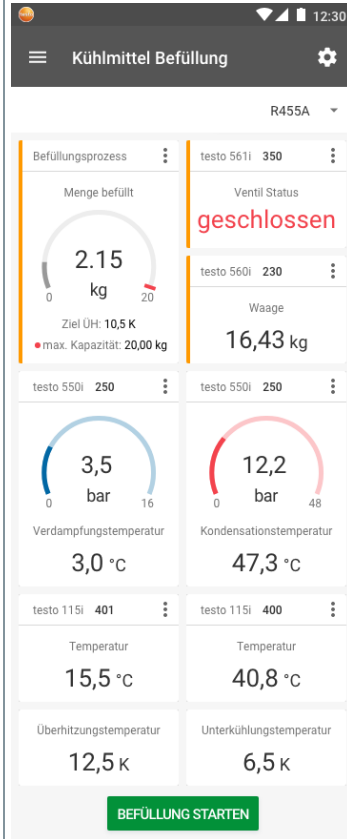 12:30
Kühlmittel Befüllung
R455A
Befüllungsprozess
Menge befüllt
2.15
kg
0 20
Ziel ÜH: 10,5 K
max. Kapazität: 20,00 kg
testo 561i 350
Ventil Status
geschlossen
testo 560i 230
Waage
16,43 kg
testo 550i 250
3,5
bar
0 16
Verdampfungstemperatur
3,0 °C
testo 550i 250
12,2
bar
0 48
Kondensationstemperatur
47,3 °C
testo 115i 401
Temperatur
15,5 °C
testo 115i 400
Temperatur
40,8 °C
Überhitzungstemperatur
12,5 K
Unterkühlungstemperatur
6,5 K
BEFÜLLUNG STARTEN